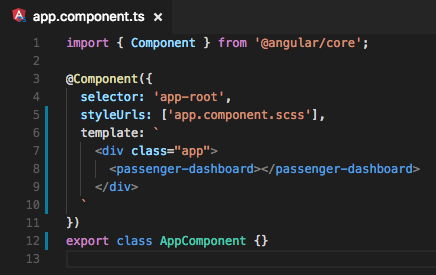 app.component.ts ×
1 import { Component } from '@angular/core';
2
3 @Component({
4   selector: 'app-root',
5   styleUrls: ['app.component.scss'],
6   template: `
7     <div class="app">
8       <passenger-dashboard></passenger-dashboard>
9     </div>
10   `
11 })
12 export class AppComponent {}
13